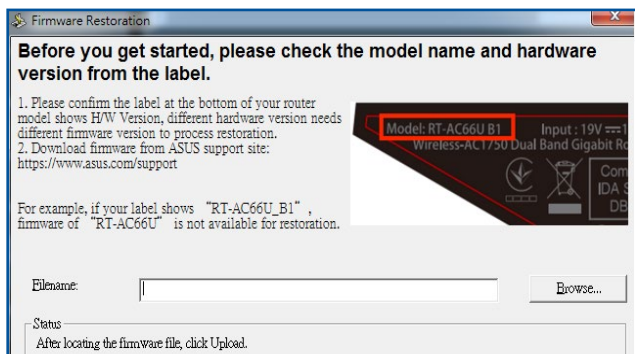 Firmware Restoration
Before you get started, please check the model name and hardware
version from the label.
1. Please confirm the label at the bottom of your router
model shows H/W Version, different hardware version needs
different firmware version to process restoration.
2. Download firmware from ASUS support site:
https://www.asus.com/support
For example, if your label shows “RT-AC66U_B1”,
firmware of “RT-AC66U” is not available for restoration.
Model: RT-AC66U B1 Input : 19V
Wireless-AC1750 Dual Band Gigabit
Com
IDA
DB
Filename:
Browse...
Status
After locating the firmware file, click Upload.